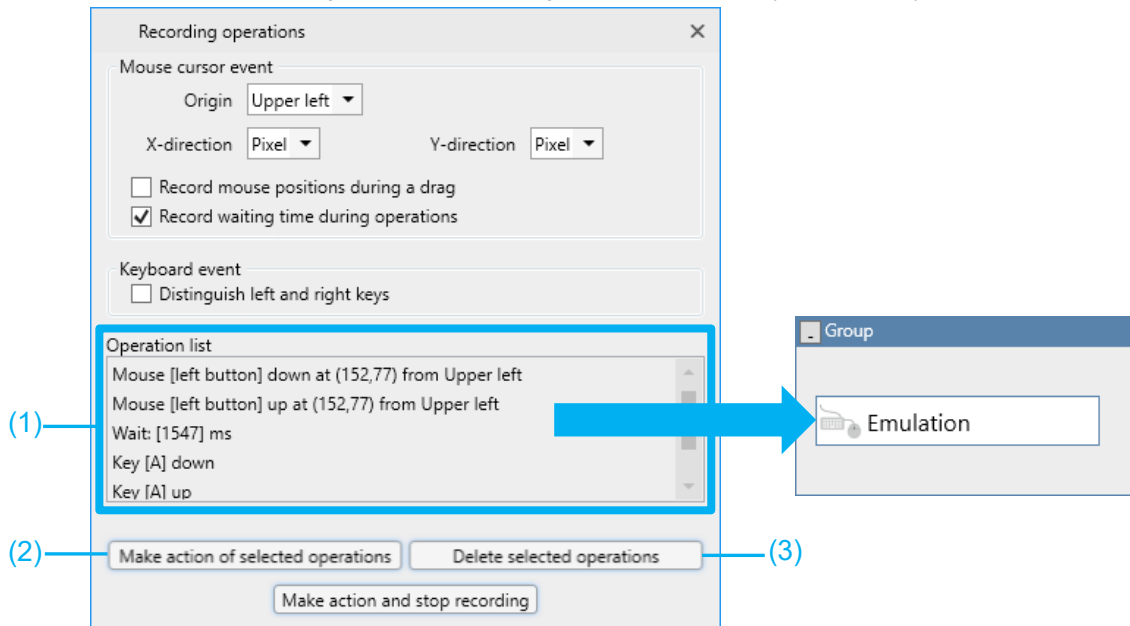 Recording operations
Mouse cursor event
Origin Upper left
X-direction Pixel Y-direction Pixel
Record mouse positions during a drag
Record waiting time during operations
Keyboard event
Distinguish left and right keys
Operation list
Mouse [left button] down at (152,77) from Upper left
Mouse [left button] up at (152,77) from Upper left
Wait: [1547] ms
Key [A] down
Key [A] up
(1)
Group
Emulation
(2)
Make action of selected operations Delete selected operations
(3)
Make action and stop recording